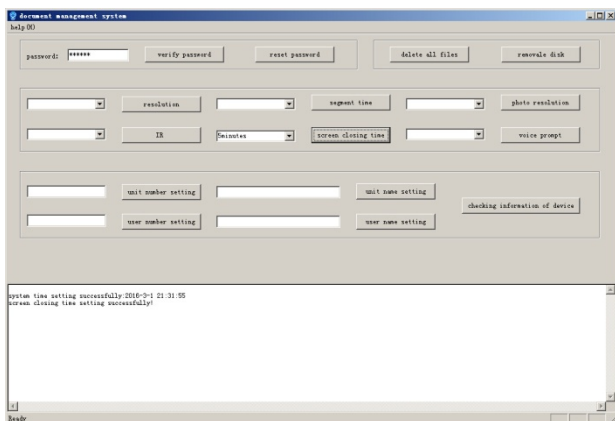 document management system
help(H)
password: ****** verify password reset password delete all files removale disk
resolution segment time photo resolution
IR 5minutes screen closing time voice prompt
unit number setting unit name setting
checking information of device
user number setting user name setting
system time setting successfully:2016-3-1 21:31:55
screen closing time setting successfully!
Ready